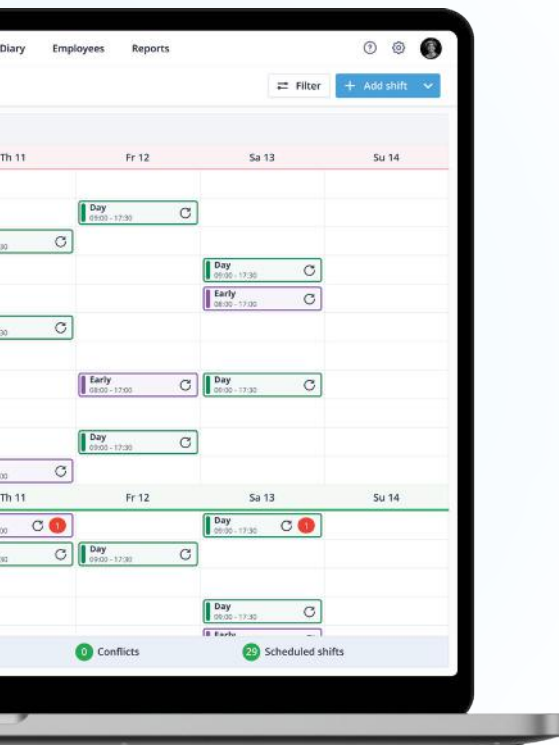 Diary Employees Reports
Filter + Add shift
Th 11 Fr 12 Sa 13 Su 14
Day
09:00 - 17:30
Day
09:00 - 17:30
Early
08:00 - 17:00
Early
08:00 - 17:00
Day
09:00 - 17:30
Day
09:00 - 17:30
Th 11 Fr 12 Sa 13 Su 14
1
Day
09:00 - 17:30
1
Day
09:00 - 17:30
Day
09:00 - 17:30
Early
0 Conflicts 29 Scheduled shifts